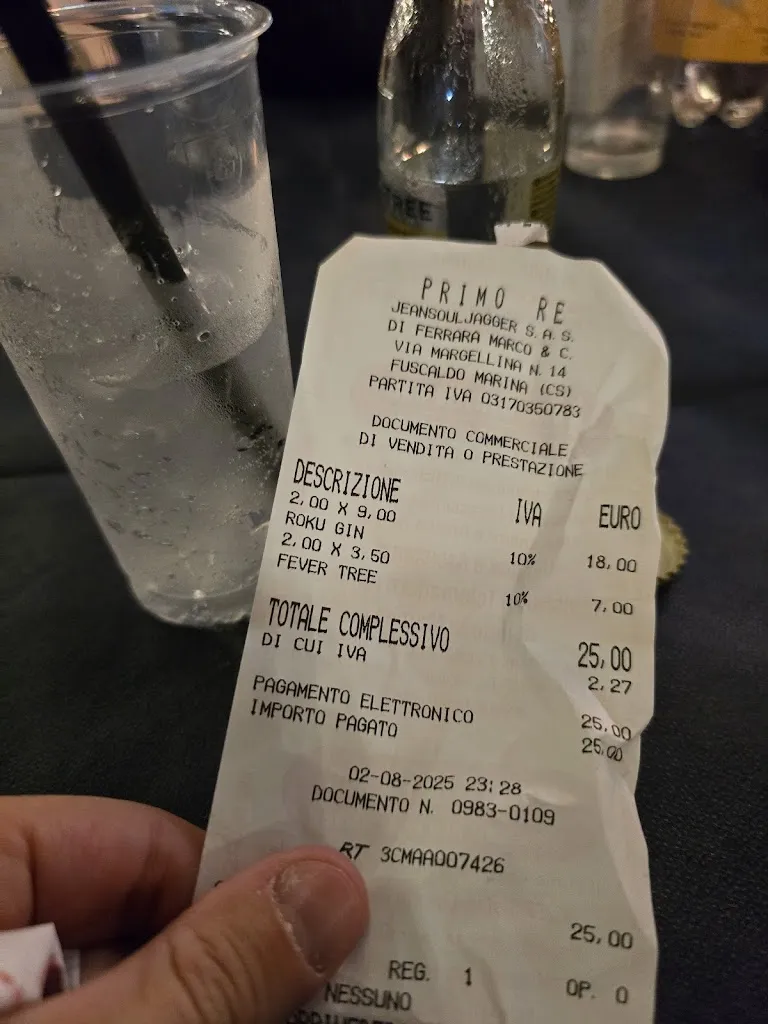 TREE
PRIMO RE
JEANSOULJAGGER S.A.S.
DI FERRARA MARCO & C.
VIA MARGELLINA N. 14
FUSCALDO MARINA (CS)
PARTITA IVA 03170350783
DOCUMENTO COMMERCIALE
DI VENDITA O PRESTAZIONE
DESCRIZIONE IVA EURO
2,00 X 9,00
ROKU GIN 10% 18,00
2,00 X 3,50
FEVER TREE 10% 7,00
TOTALE COMPLESSIVO 25,00
DI CUI IVA 2,27
PAGAMENTO ELETTRONICO 25,00
IMPORTO PAGATO 25,00
02-08-2025 23:28
DOCUMENTO N. 0983-0109
RT 3CMAA007426
25,00
REG. 1 OP. 0
NESSUNO